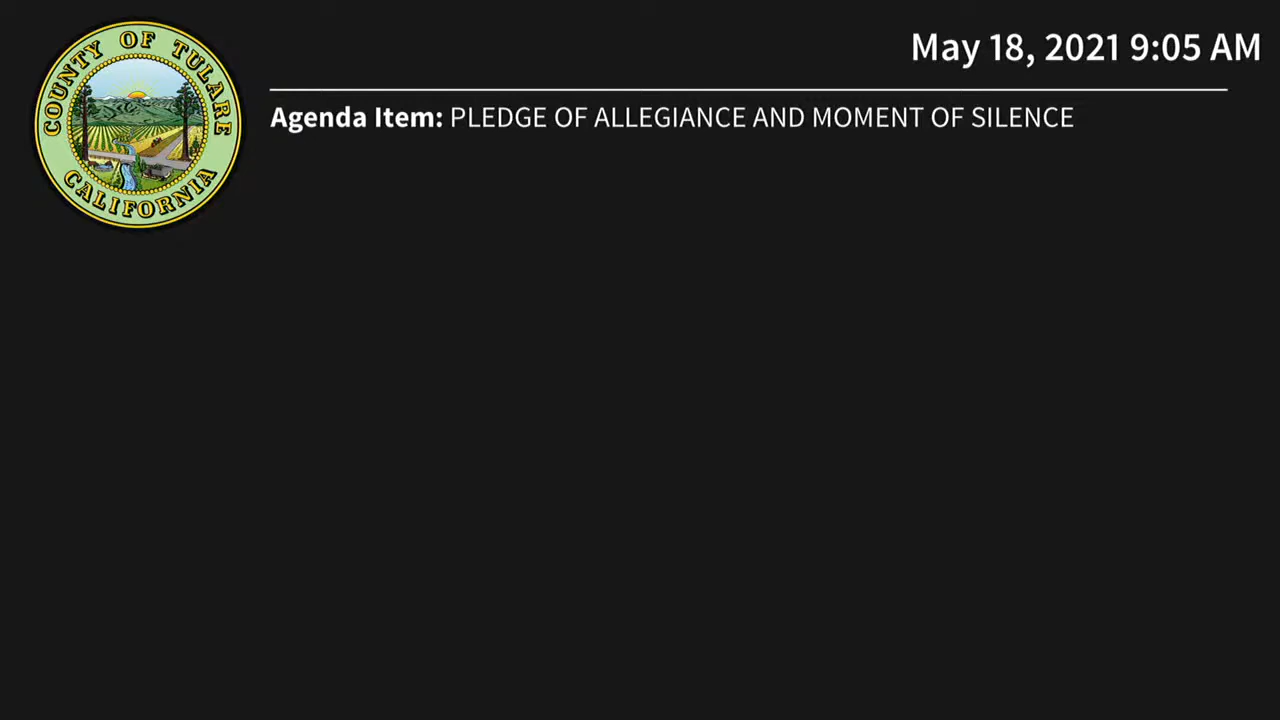 COUNTY OF TULARE
CALIFORNIA
May 18, 2021 9:05 AM
Agenda Item: PLEDGE OF ALLEGIANCE AND MOMENT OF SILENCE